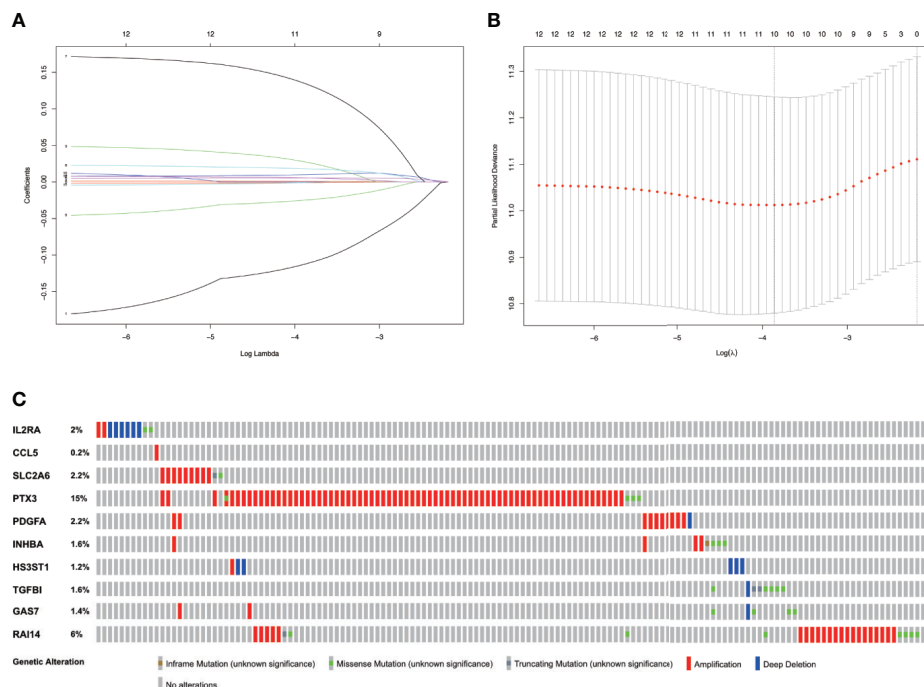 A
B
12 12 11 9
0.15
0.10
0.05
0.00
-0.05
-0.10
-0.15
Coefficients
-6 -5 -4 -3
Log Lambda
12 12 12 12 12 12 12 11 11 11 11 10 10 10 10 9 9 5 3 0
11.3
11.2
11.1
11.0
10.9
10.8
Partial Likelihood Deviance
-6 -5 -4 -3
Log(λ)
C
IL2RA 2%
CCL5 0.2%
SLC2A6 2.2%
PTX3 15%
PDGFA 2.2%
INHBA 1.6%
HS3ST1 1.2%
TGFBI 1.6%
GAS7 1.4%
RAI14 6%
Genetic Alteration Inframe Mutation (unknown significance) Missense Mutation (unknown significance) Truncating Mutation (unknown significance) Amplification Deep Deletion
No alterations